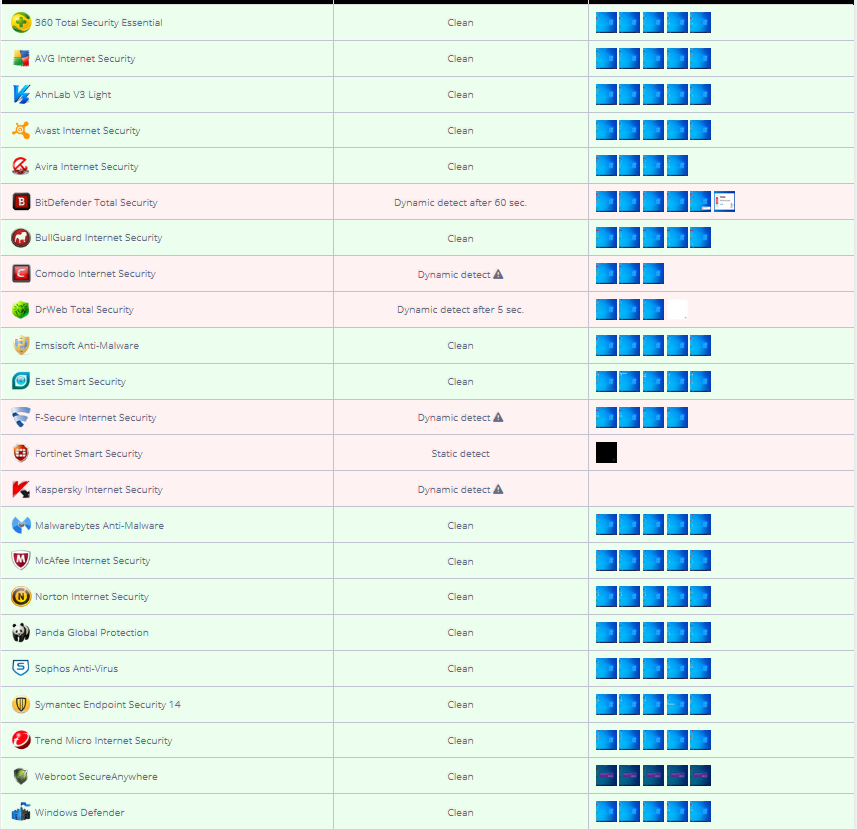 360 Total Security Essential Clean
AVG Internet Security Clean
AhnLab V3 Light Clean
Avast Internet Security Clean
Avira Internet Security Clean
BitDefender Total Security Dynamic detect after 60 sec.
BullGuard Internet Security Clean
Comodo Internet Security Dynamic detect
DrWeb Total Security Dynamic detect after 5 sec.
Emsisoft Anti-Malware Clean
Eset Smart Security Clean
F-Secure Internet Security Dynamic detect
Fortinet Smart Security Static detect
Kaspersky Internet Security Dynamic detect
Malwarebytes Anti-Malware Clean
McAfee Internet Security Clean
Norton Internet Security Clean
Panda Global Protection Clean
Sophos Anti-Virus Clean
Symantec Endpoint Security 14 Clean
Trend Micro Internet Security Clean
Webroot SecureAnywhere Clean
Windows Defender Clean